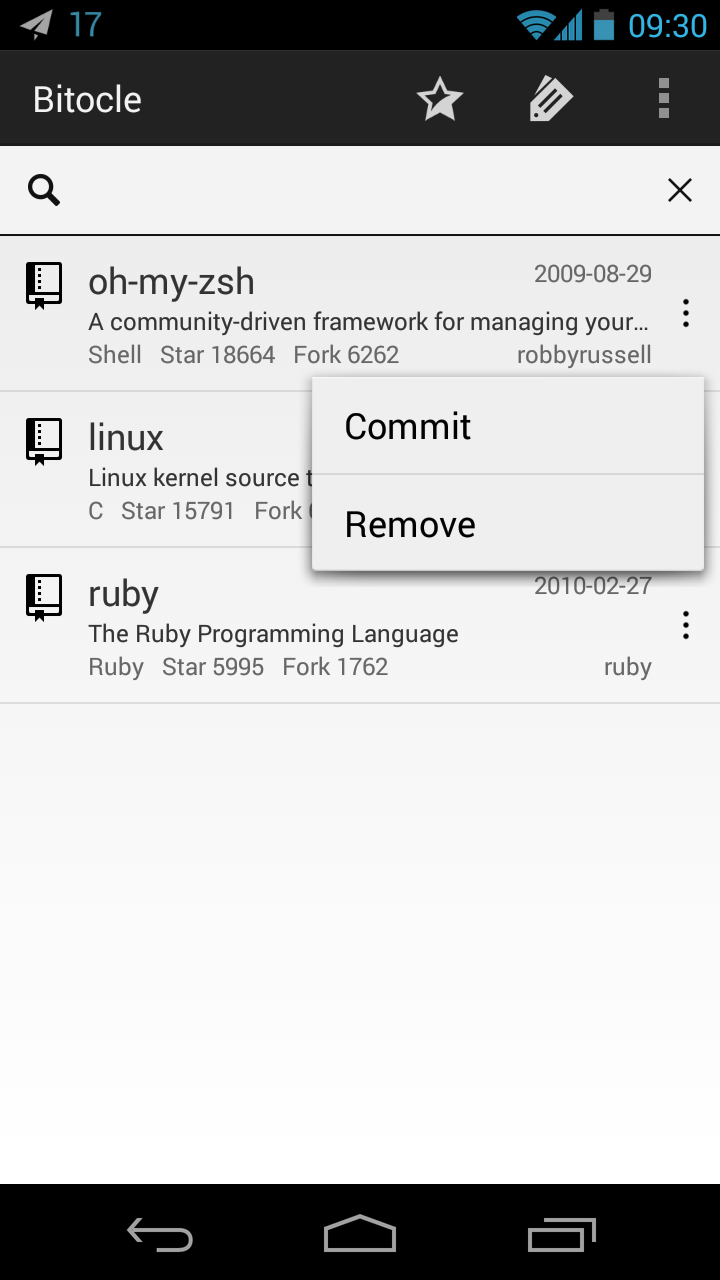 17 09:30
Bitocle
oh-my-zsh 2009-08-29
A community-driven framework for managing your…
Shell Star 18664 Fork 6262 robbyrussell
linux
Linux kernel source
C Star 15791 Fork
Commit
Remove
ruby 2010-02-27
The Ruby Programming Language
Ruby Star 5995 Fork 1762 ruby